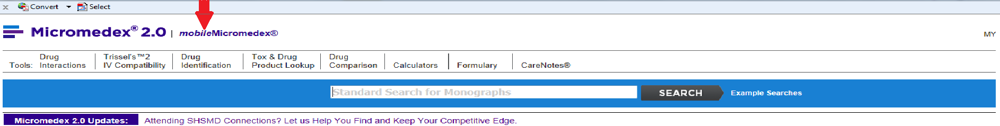 x Convert Select
Micromedex® 2.0 | mobileMicromedex®
MY
Tools: Drug Interactions | Trissel's™2 IV Compatibility | Drug Identification | Tox & Drug Product Lookup | Drug Comparison | Calculators | Formulary | CareNotes®
Standard Search for Monographs SEARCH Example Searches
Micromedex 2.0 Updates: Attending SHSMD Connections? Let us Help You Find and Keep Your Competitive Edge.